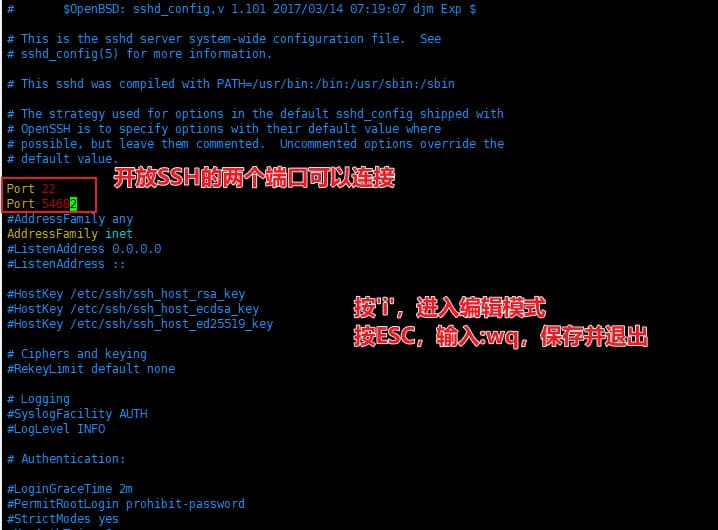 #       $OpenBSD: sshd_config,v 1.101 2017/03/14 07:19:07 djm Exp $
# This is the sshd server system-wide configuration file.  See
# sshd_config(5) for more information.
# This sshd was compiled with PATH=/usr/bin:/bin:/usr/sbin:/sbin
# The strategy used for options in the default sshd_config shipped with
# OpenSSH is to specify options with their default value where
# possible, but leave them commented.  Uncommented options override the
# default value.
开放SSH的两个端口可以连接
Port 22
Port 54682
#AddressFamily any
AddressFamily inet
#ListenAddress 0.0.0.0
#ListenAddress ::
#HostKey /etc/ssh/ssh_host_rsa_key
#HostKey /etc/ssh/ssh_host_ecdsa_key
#HostKey /etc/ssh/ssh_host_ed25519_key
按'i', 进入编辑模式
按ESC, 输入:wq, 保存并退出
# Ciphers and keying
#RekeyLimit default none
# Logging
#SyslogFacility AUTH
#LogLevel INFO
# Authentication:
#LoginGraceTime 2m
#PermitRootLogin prohibit-password
#StrictModes yes